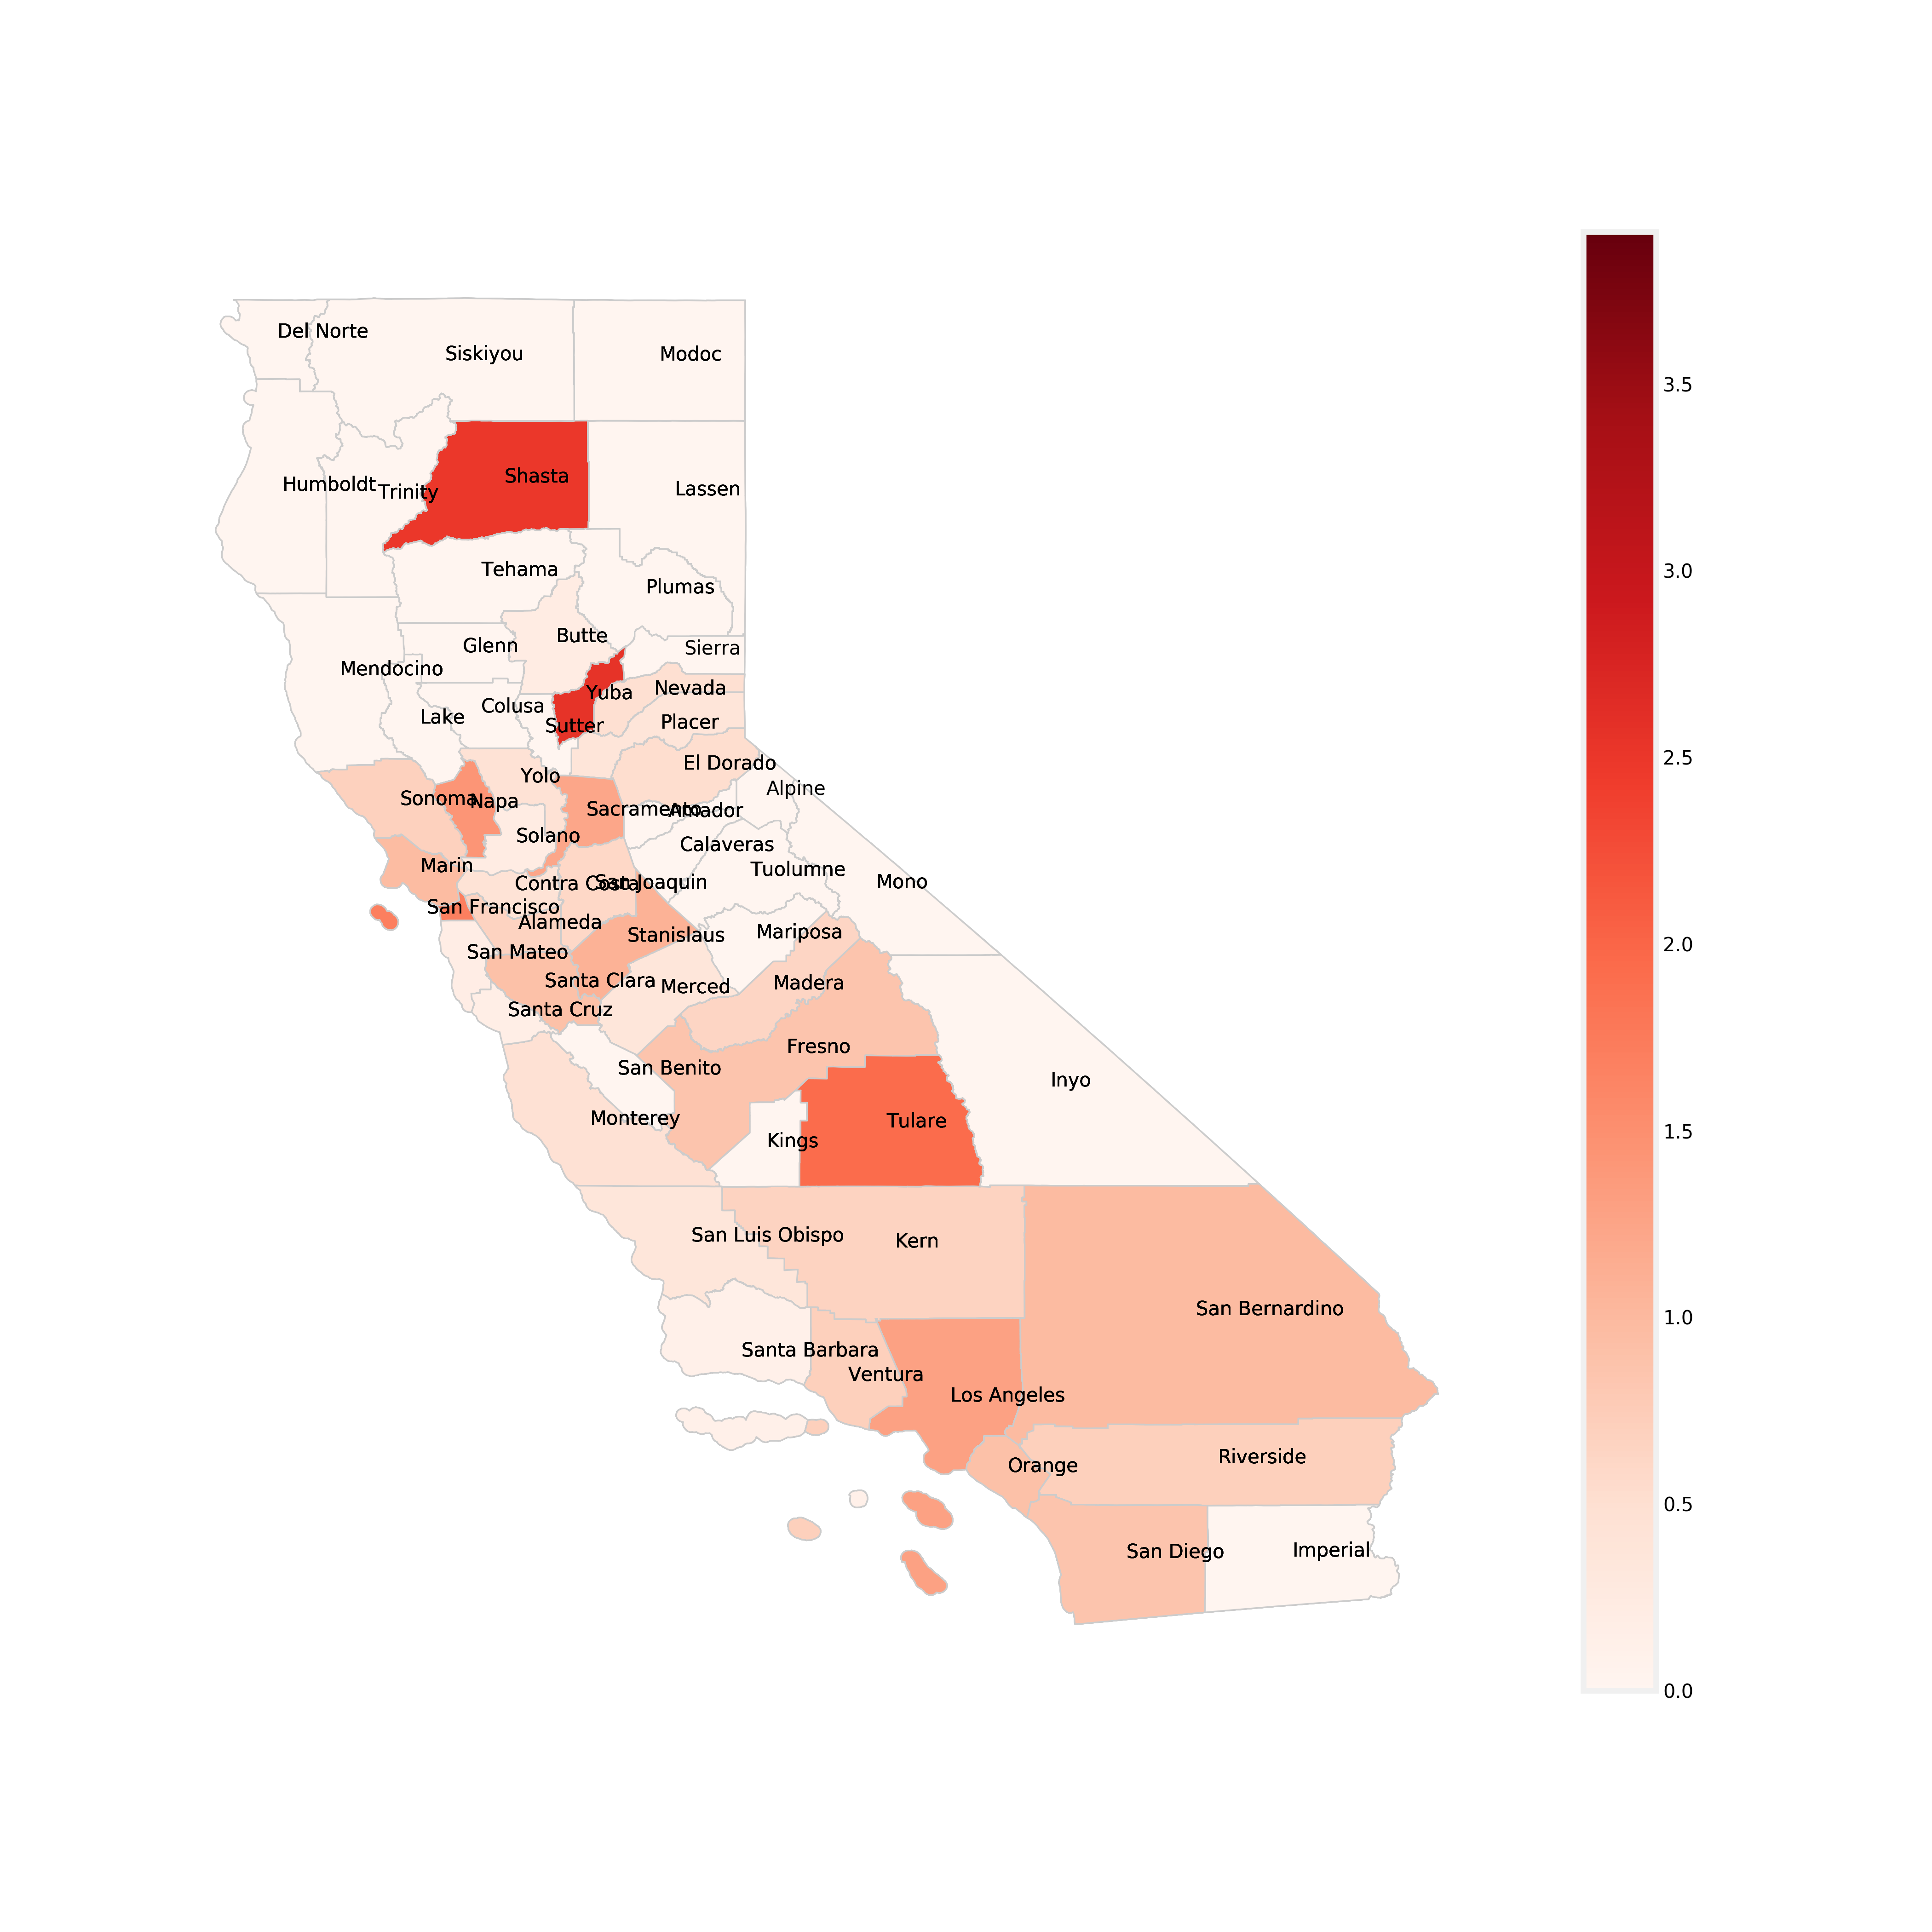 Del Norte
Siskiyou
Modoc
3.5
Shasta
Humboldt
Trinity
Lassen
3.0
Tehama
Plumas
Butte
Glenn
Sierra
Mendocino
Nevada
Yuba
Colusa
Lake
Placer
Sutter
2.5
El Dorado
Yolo
Alpine
Sonoma
Napa
Sacramento
Amador
Solano
Calaveras
Marin
Tuolumne
Contra Costa
San Joaquin
Mono
San Francisco
Alameda
Mariposa
Stanislaus
2.0
San Mateo
Santa Clara
Madera
Merced
Santa Cruz
Fresno
San Benito
Inyo
Monterey
Tulare
1.5
Kings
San Luis Obispo
Kern
San Bernardino
1.0
Santa Barbara
Ventura
Los Angeles
Riverside
Orange
0.5
San Diego
Imperial
0.0